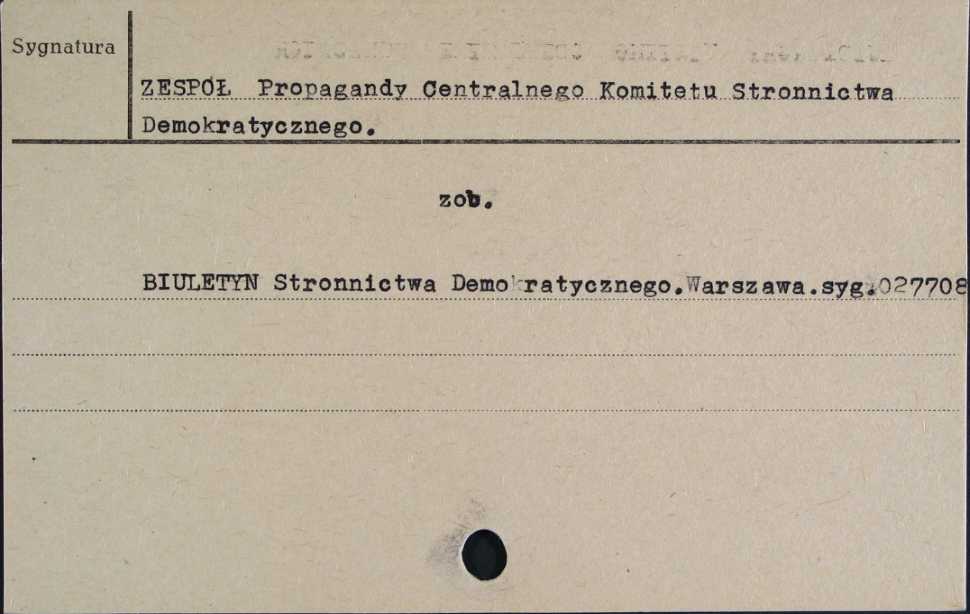 Sygnatura
ZESPÓŁ Propagandy Centralnego Komitetu Stronnictwa
Demokratycznego.
zob.
BIULETYN Stronnictwa Demokratycznego.Warszawa.syg.027708